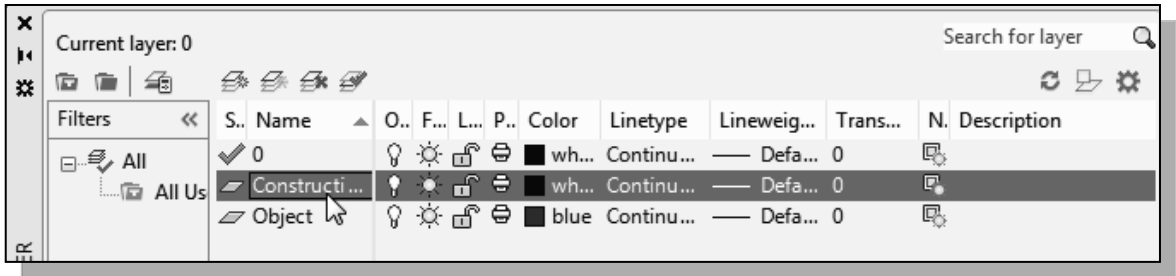 Current layer: 0
Search for layer
Filters «
S.. Name O.. F... L... P.. Color Linetype Lineweig... Trans... N. Description
All
0 wh... Continu... Defa... 0
All Us
Constructi... wh... Continu... Defa... 0
Object blue Continu... Defa... 0
ER